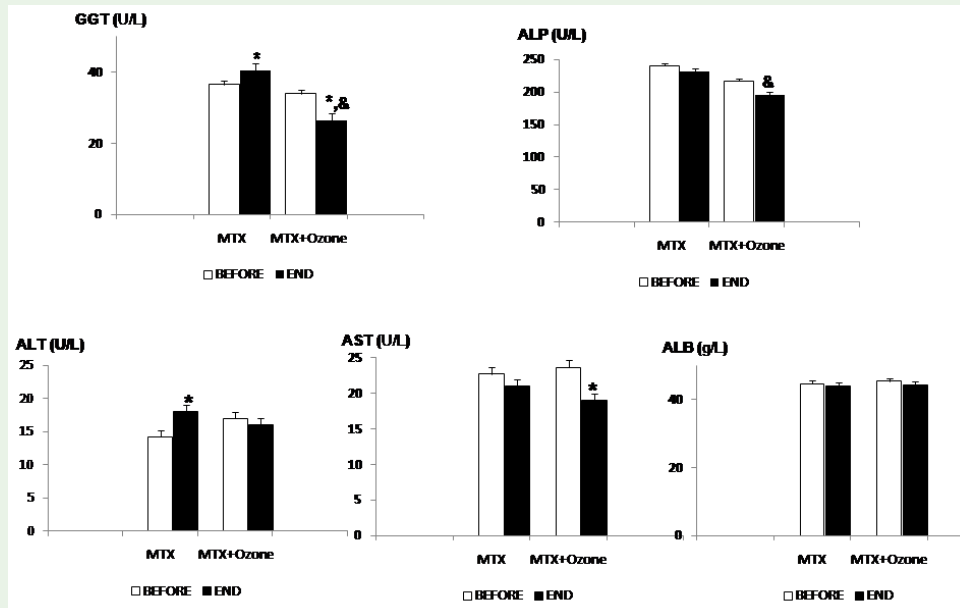 GGT (U/L)
40
20
0
*
*,&
MTX MTX+Ozone
□ BEFORE ■ END
ALP (U/L)
250
200
150
100
50
0
&
MTX MTX+Ozone
□ BEFORE ■ END
ALT (U/L)
25
20
15
10
5
0
*
MTX MTX+Ozone
□ BEFORE ■ END
AST (U/L)
25
20
15
10
5
0
*
MTX MTX+Ozone
□ BEFORE ■ END
ALB (g/L)
40
20
0
MTX MTX+Ozone
□ BEFORE ■ END